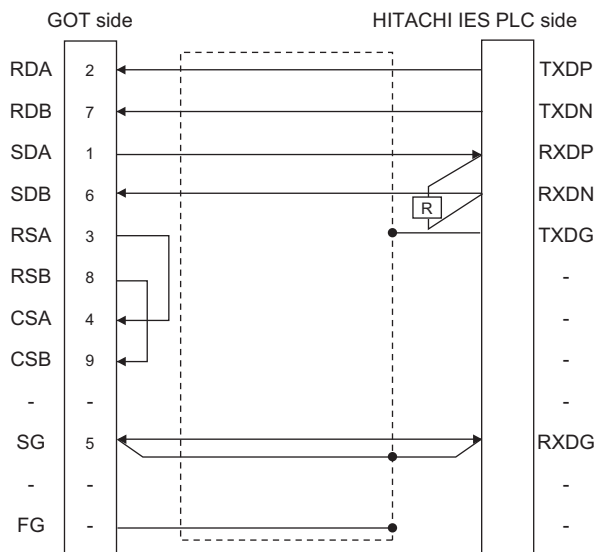 GOT side HITACHI IES PLC side
RDA 2 TXDP
RDB 7 TXDN
SDA 1 RXDP
SDB 6 RXDN
R
RSA 3 TXDG
RSB 8 -
CSA 4 -
CSB 9 -
- - -
SG 5 RXDG
- - -
FG - -